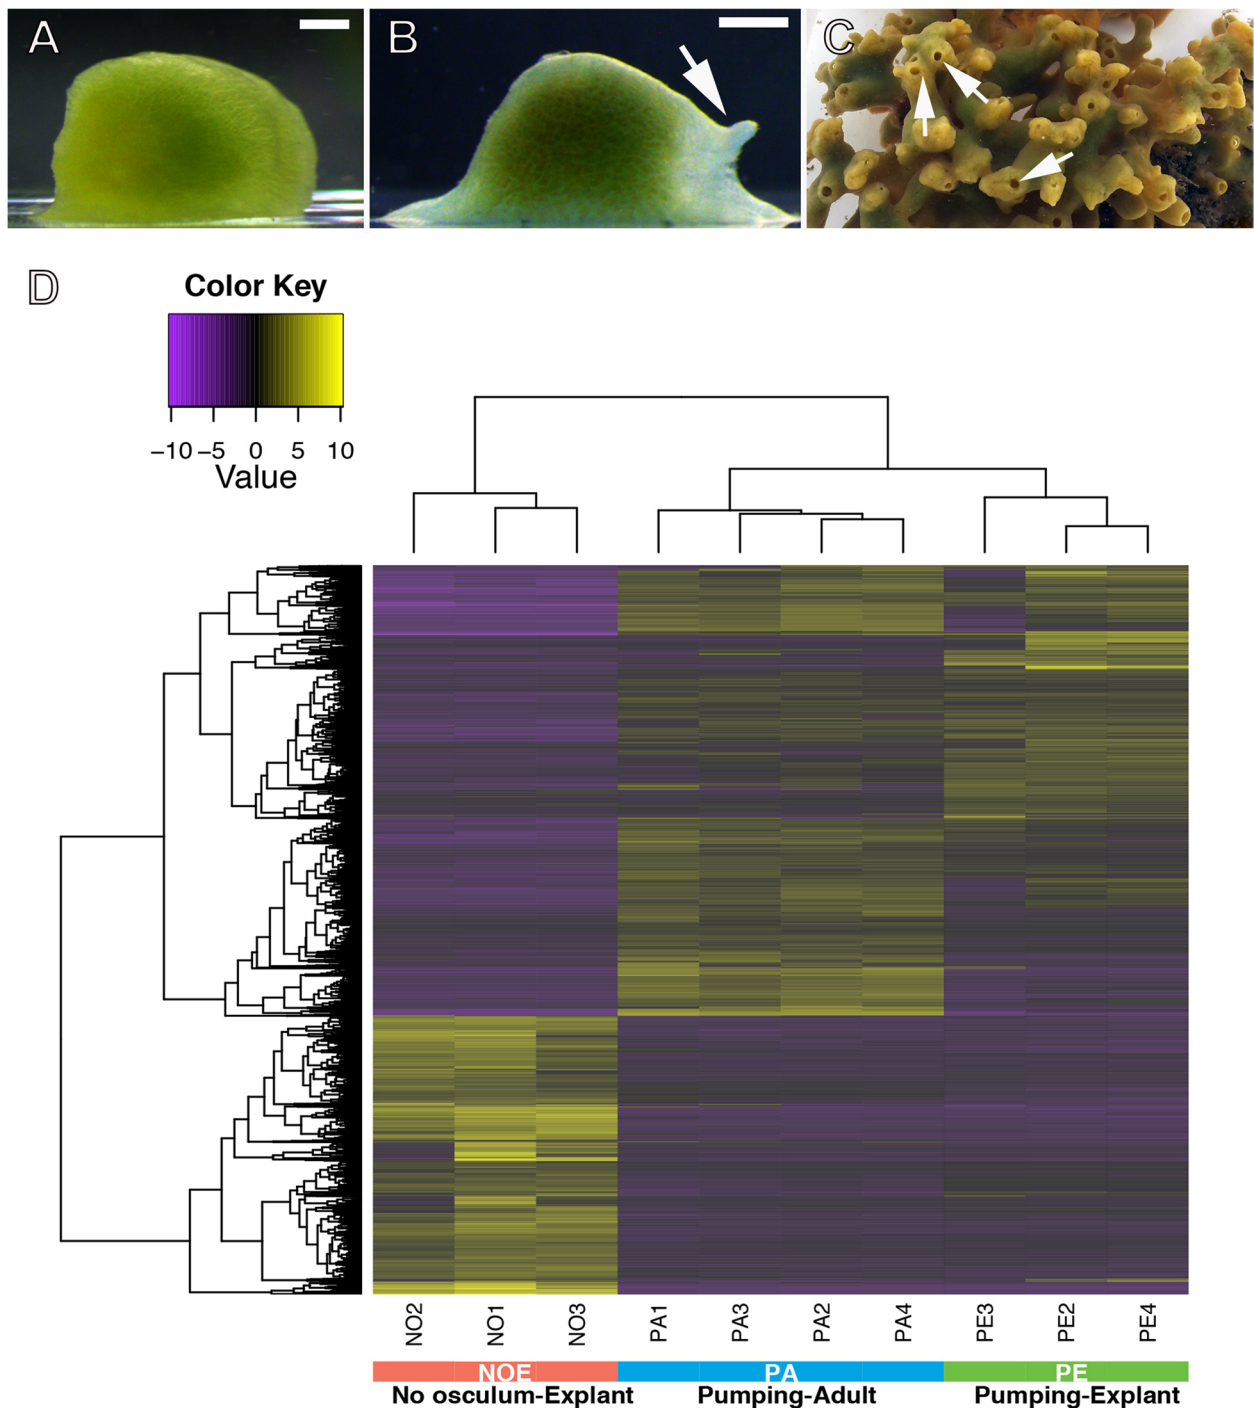 A
B
C
D
Color Key
−10 −5 0 5 10
Value
NO2 NO1 NO3 PA1 PA3 PA2 PA4 PE3 PE2 PE4
NOE PA PE
No osculum-Explant Pumping-Adult Pumping-Explant